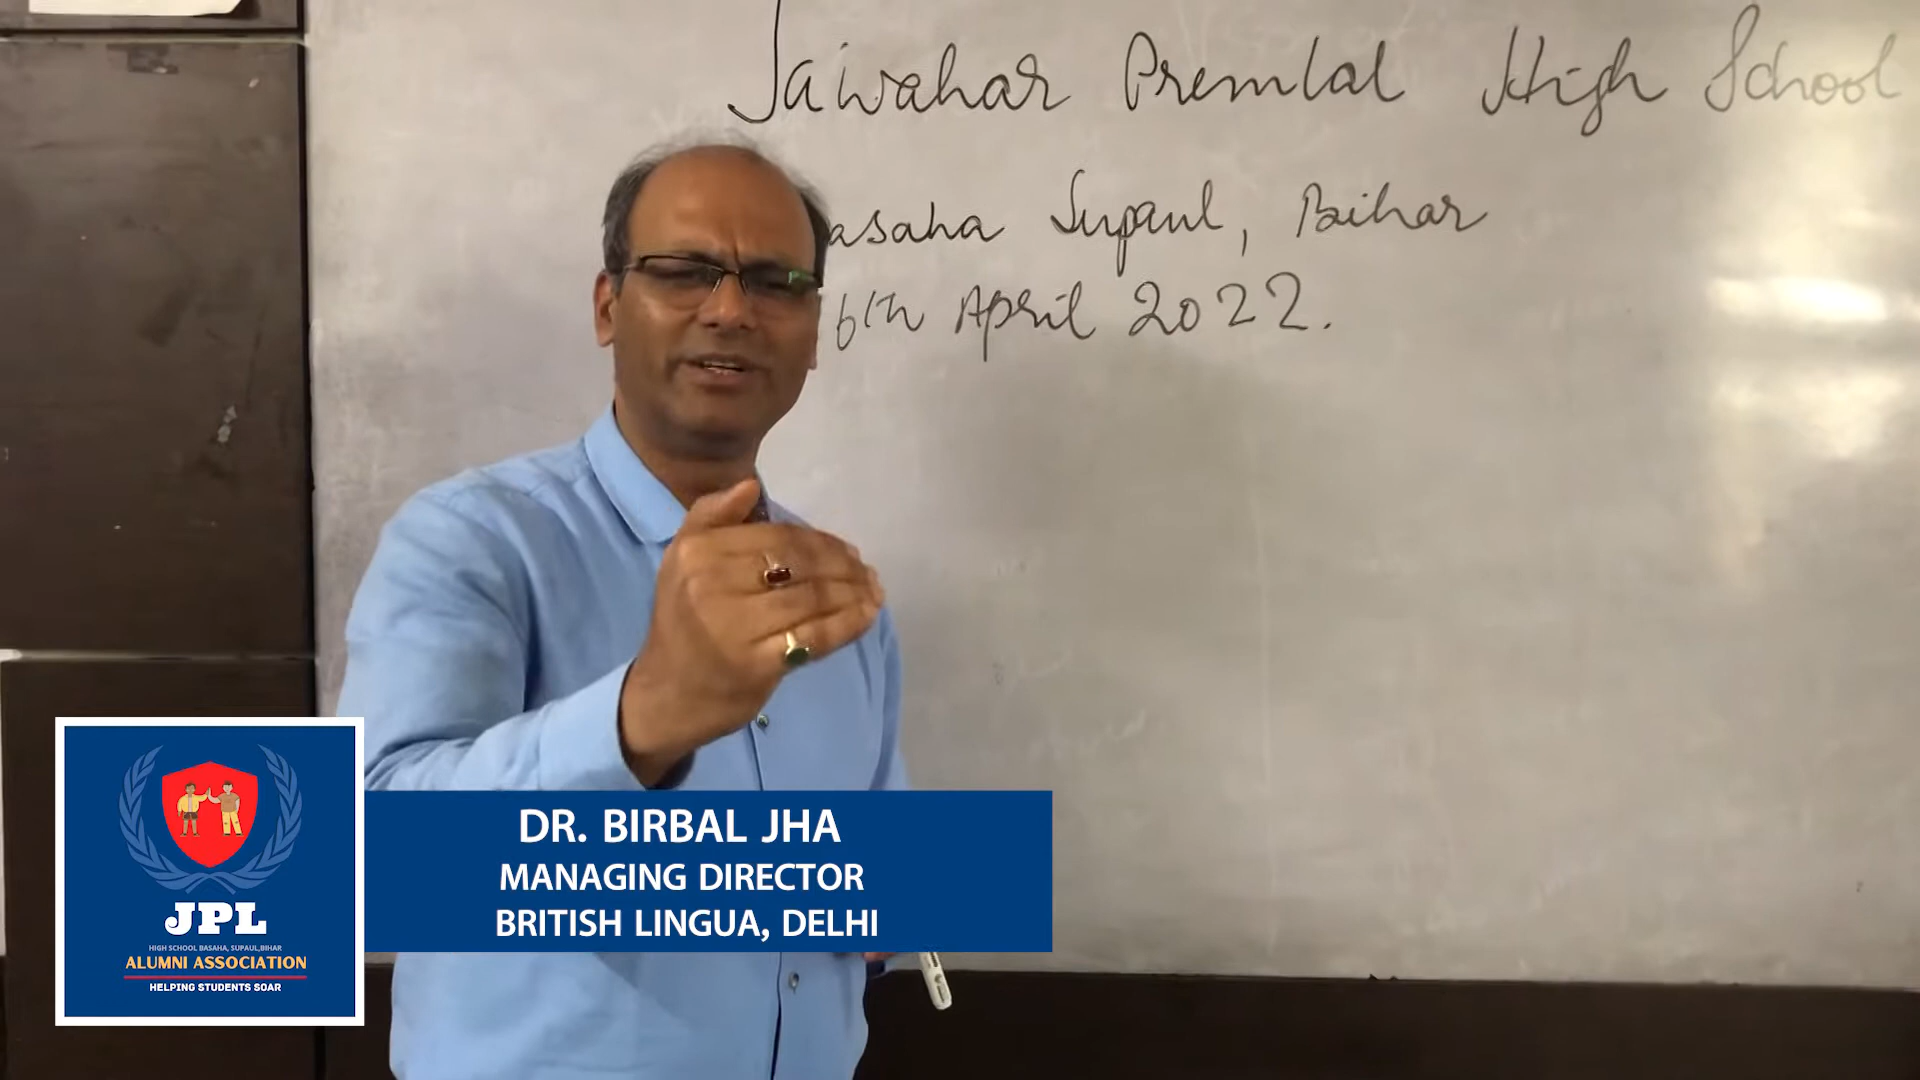 Jawahar Premlal High School
asaha Supaul, Bihar
6th April 2022.
DR. BIRBAL JHA
MANAGING DIRECTOR
BRITISH LINGUA, DELHI
JPL
HIGH SCHOOL BASAHA, SUPAUL,BIHAR
ALUMNI ASSOCIATION
HELPING STUDENTS SOAR